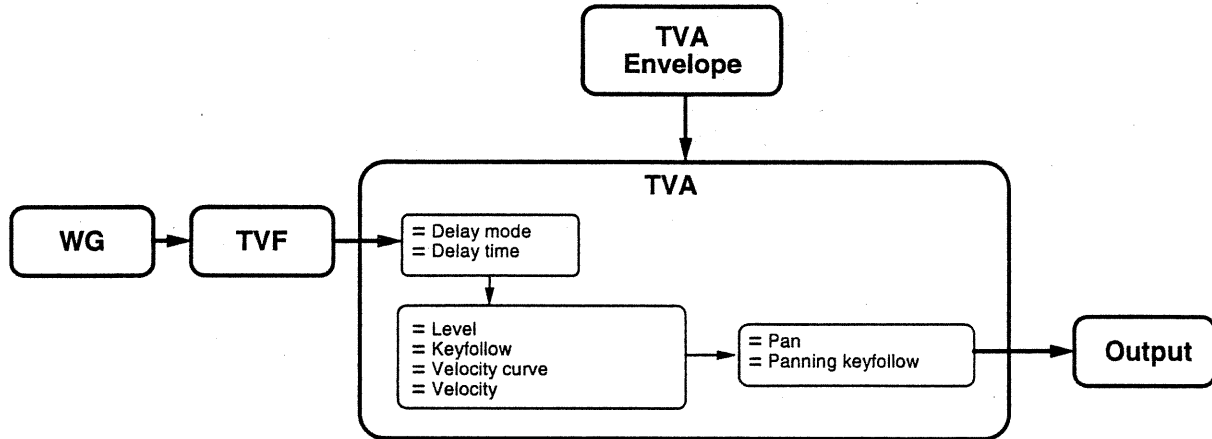 TVA
Envelope
TVA
WG
TVF
= Delay mode
= Delay time
= Level
= Keyfollow
= Velocity curve
= Velocity
= Pan
= Panning keyfollow
Output